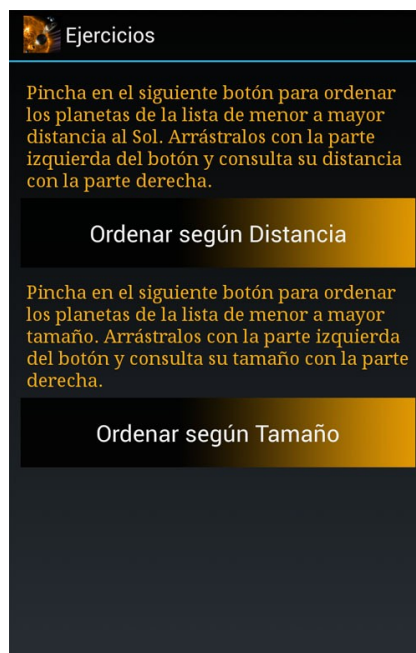 Ejercicios
Pincha en el siguiente botón para ordenar
los planetas de la lista de menor a mayor
distancia al Sol. Arrástralos con la parte
izquierda del botón y consulta su distancia
con la parte derecha.
Ordenar según Distancia
Pincha en el siguiente botón para ordenar
los planetas de la lista de menor a mayor
tamaño. Arrástralos con la parte izquierda
del botón y consulta su tamaño con la parte
derecha.
Ordenar según Tamaño